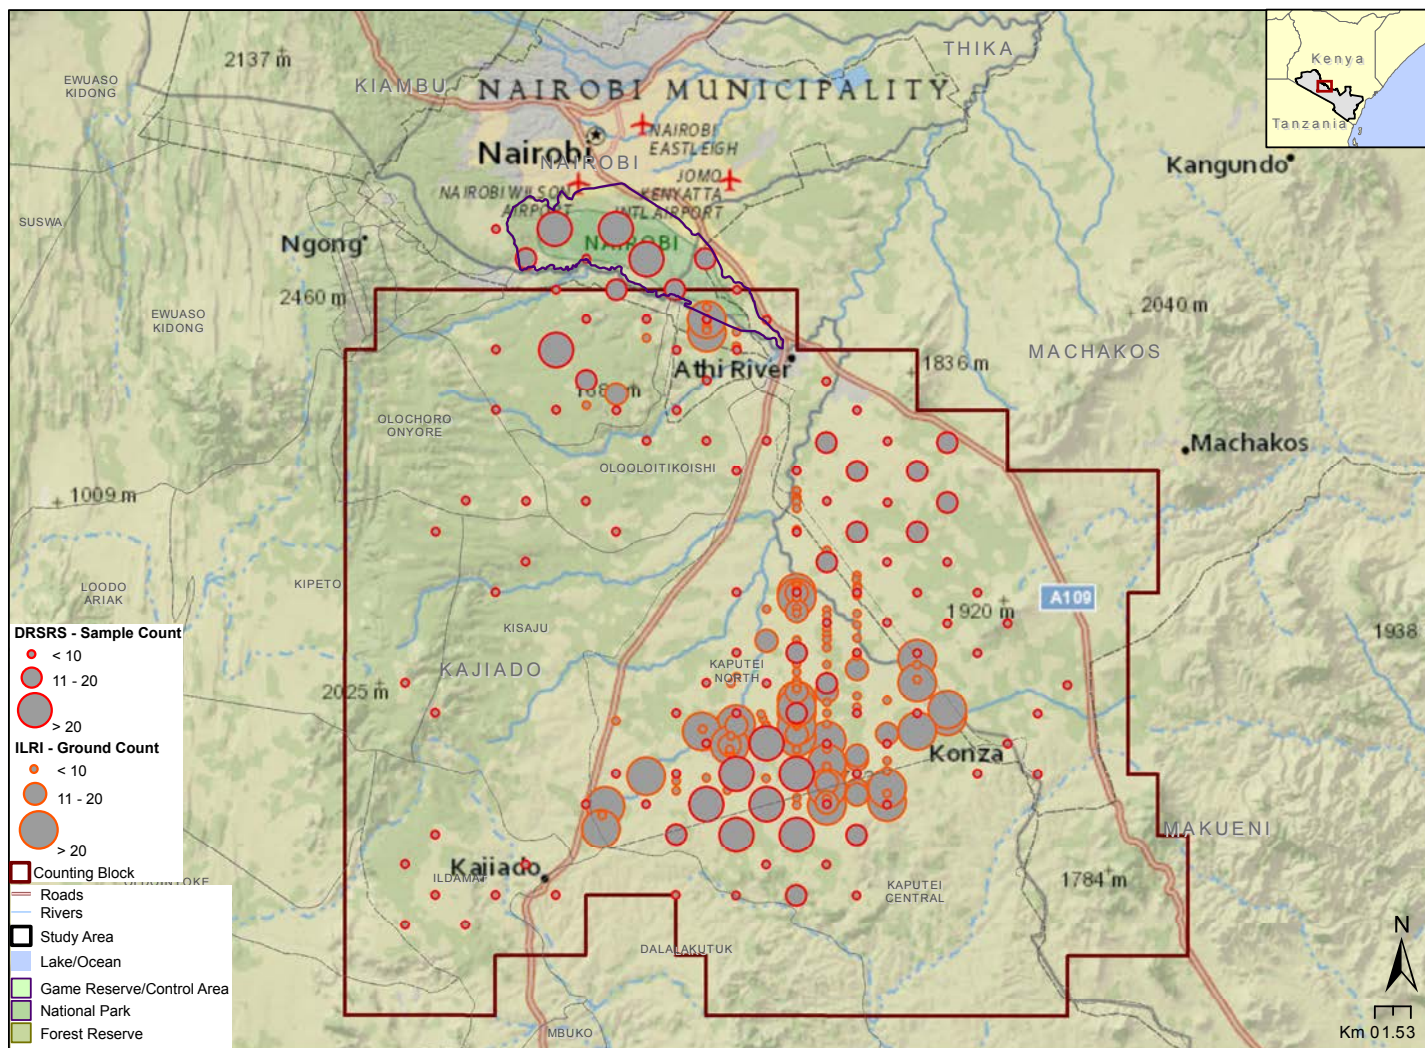 THIKA
2137 m
EWUASO
KIDONG
KIAMBU
NAIROBI MUNICIPALITY
Kenya
Tanzania
NAIROBI
EASTLEIGH
Nairobi
NAIROBI
Kangundo
JOMO
KENYATTA
INTL AIRPORT
NAIROBI WILSON
AIRPORT
SUSWA
Ngong
NAIROBI
2460 m
2040 m
EWUASO
KIDONG
MACHAKOS
Athi River
1836 m
OLOCHORO
ONYORE
Machakos
OLOOLOITIKOISHI
1009 m
LOODO
ARIAK
KIPETO
A109
1920 m
KISAJU
1938
DRSRS - Sample Count
< 10
11 - 20
> 20
KAJIADO
KAPUTEI
NORTH
2025 m
ILRI - Ground Count
< 10
11 - 20
> 20
Konza
MAKUENI
Counting Block
Roads
Rivers
Study Area
Lake/Ocean
Game Reserve/Control Area
National Park
Forest Reserve
Kajiado
ILDAMAT
1784 m
KAPUTEI
CENTRAL
DALALAKUTUK
MBUKO
N
Km 0 1.53